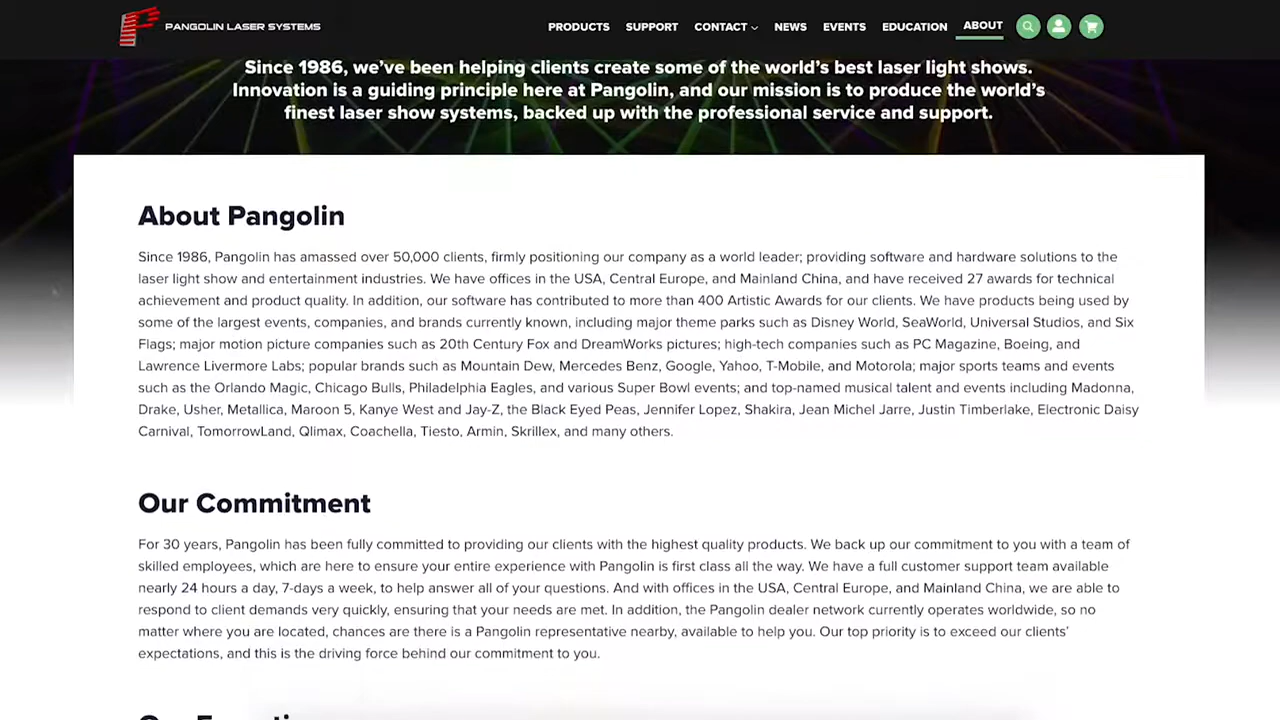 PANGOLIN LASER SYSTEMS
PRODUCTS SUPPORT CONTACT NEWS EVENTS EDUCATION ABOUT
Since 1986, we’ve been helping clients create some of the world’s best laser light shows.
Innovation is a guiding principle here at Pangolin, and our mission is to produce the world’s
finest laser show systems, backed up with the professional service and support.
About Pangolin
Since 1986, Pangolin has amassed over 50,000 clients, firmly positioning our company as a world leader; providing software and hardware solutions to the
laser light show and entertainment industries. We have offices in the USA, Central Europe, and Mainland China, and have received 27 awards for technical
achievement and product quality. In addition, our software has contributed to more than 400 Artistic Awards for our clients. We have products being used by
some of the largest events, companies, and brands currently known, including major theme parks such as Disney World, SeaWorld, Universal Studios, and Six
Flags; major motion picture companies such as 20th Century Fox and DreamWorks pictures; high-tech companies such as PC Magazine, Boeing, and
Lawrence Livermore Labs; popular brands such as Mountain Dew, Mercedes Benz, Google, Yahoo, T-Mobile, and Motorola; major sports teams and events
such as the Orlando Magic, Chicago Bulls, Philadelphia Eagles, and various Super Bowl events; and top-named musical talent and events including Madonna,
Drake, Usher, Metallica, Maroon 5, Kanye West and Jay-Z, the Black Eyed Peas, Jennifer Lopez, Shakira, Jean Michel Jarre, Justin Timberlake, Electronic Daisy
Carnival, TomorrowLand, Qlimax, Coachella, Tiesto, Armin, Skrillex, and many others.
Our Commitment
For 30 years, Pangolin has been fully committed to providing our clients with the highest quality products. We back up our commitment to you with a team of
skilled employees, which are here to ensure your entire experience with Pangolin is first class all the way. We have a full customer support team available
nearly 24 hours a day, 7-days a week, to help answer all of your questions. And with offices in the USA, Central Europe, and Mainland China, we are able to
respond to client demands very quickly, ensuring that your needs are met. In addition, the Pangolin dealer network currently operates worldwide, so no
matter where you are located, chances are there is a Pangolin representative nearby, available to help you. Our top priority is to exceed our clients’
expectations, and this is the driving force behind our commitment to you.